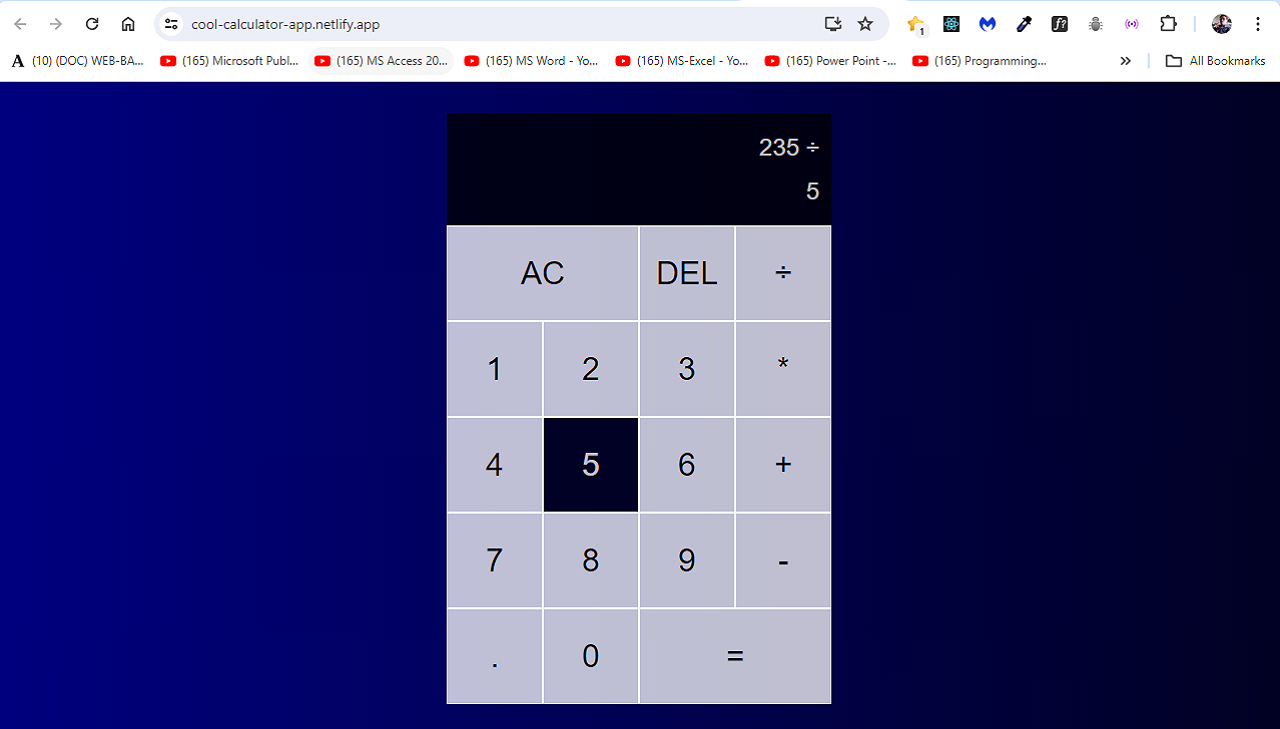 cool-calculator-app.netlify.app
1
f?
A (10) (DOC) WEB-BA... (165) Microsoft Publ... (165) MS Access 20... (165) MS Word - Yo... (165) MS-Excel - Yo... (165) Power Point -... (165) Programming... » All Bookmarks
235 ÷
5
AC DEL ÷
1 2 3 *
4 5 6 +
7 8 9 -
. 0 =